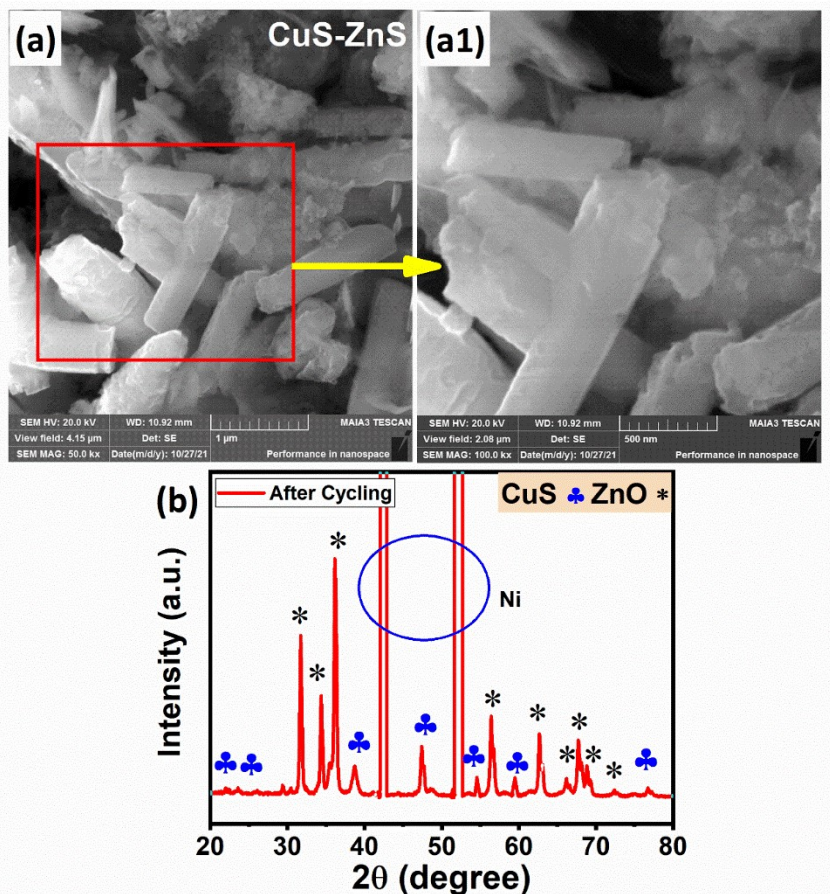 (a)
CuS-ZnS
(a1)
SEM HV: 20.0 kV
WD: 10.92 mm
MAIA3 TESCAN
View field: 4.15 µm
Det: SE
1 µm
SEM MAG: 50.0 kx
Date(m/d/y): 10/27/21
Performance in nanospace
SEM HV: 20.0 kV
WD: 10.92 mm
MAIA3 TESCAN
View field: 2.08 µm
Det: SE
500 nm
SEM MAG: 100.0 kx
Date(m/d/y): 10/27/21
Performance in nanospace
(b)
After Cycling
CuS ♣ ZnO *
Ni
Intensity (a.u.)
20 30 40 50 60 70 80
2θ (degree)